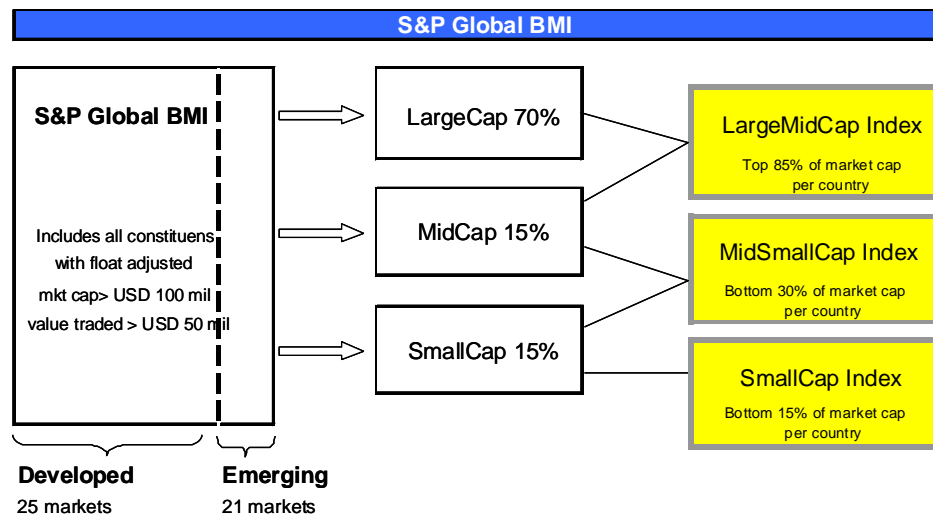 S&P Global BMI
S&P Global BMI
Includes all constituens
with float adjusted
mkt cap> USD 100 mil
value traded > USD 50 mil
Developed
25 markets
Emerging
21 markets
LargeCap 70%
MidCap 15%
SmallCap 15%
LargeMidCap Index
Top 85% of market cap
per country
MidSmallCap Index
Bottom 30% of market cap
per country
SmallCap Index
Bottom 15% of market cap
per country